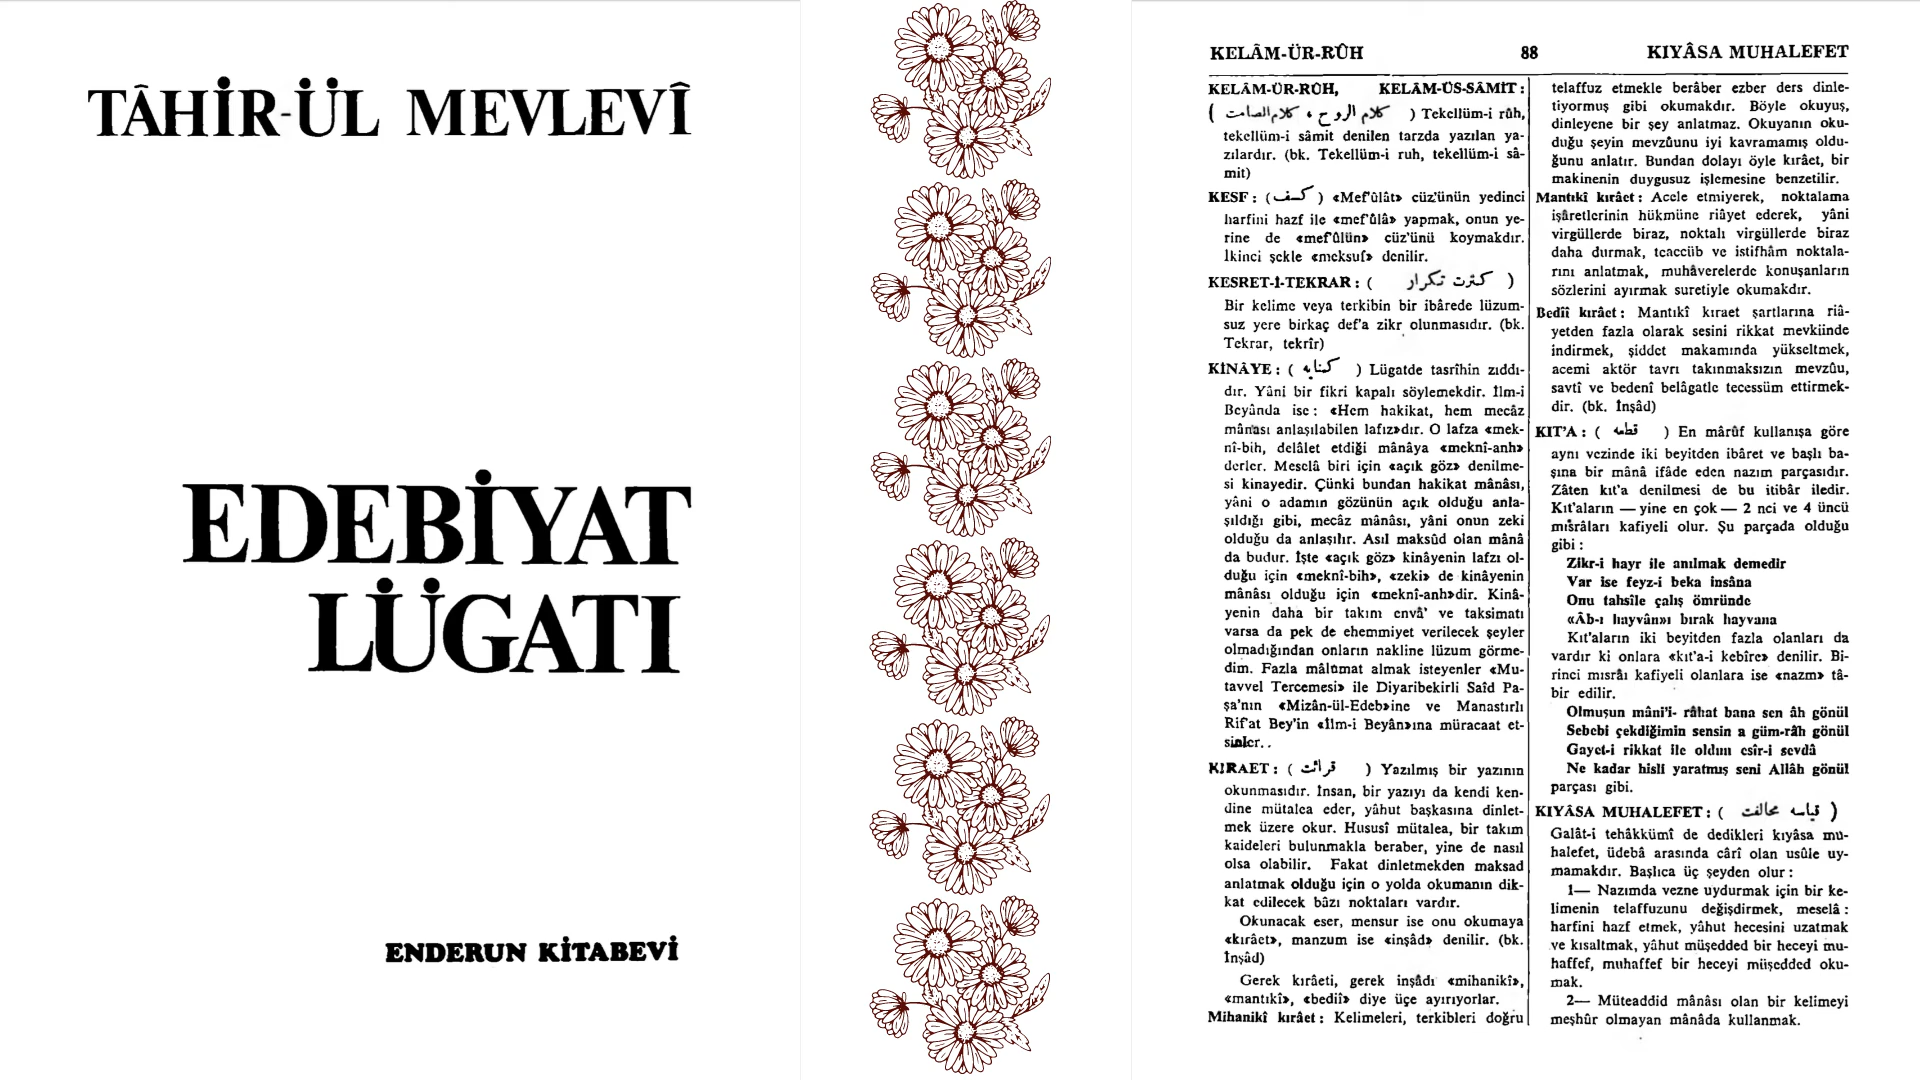 TÂHİR-ÜL MEVLEVÎ
EDEBİYAT
LÜGATI
ENDERUN KİTABEVİ
KELÂM-ÜR-RÛH 88 KIYÂSA MUHALEFET
KELÂM-ÜR-RÛH, KELÂM-ÜS-SÂMİT :
( كلام الروح ، كلام الصامت ) Tekellüm-i rûh,
tekellüm-i sâmit denilen tarzda yazılan ya-
zılardır. (bk. Tekellüm-i ruh, tekellüm-i sâ-
mit)
KESF : ( كسف ) «Mef'ûlât» cüz'ünün yedinci
harfini hazf ile «mef'ûlâ» yapmak, onun ye-
rine de «mef'ûlün» cüz'ünü koymakdır.
İkinci şekle «meksuf» denilir.
KESRET-İ-TEKRAR : ( كثرت تكرار )
Bir kelime veya terkibin bir ibârede lüzum-
suz yere birkaç def'a zikr olunmasıdır. (bk.
Tekrar, tekrîr)
KİNÂYE : ( كنايه ) Lügatde tasrîhin zıddı-
dır. Yâni bir fikri kapalı söylemekdir. İlm-i
Beyânda ise : «Hem hakikat, hem mecâz
mânası anlaşılabilen lafız»dır. O lafza «mek-
nî-bih, delâlet etdiği mânâya «meknî-anh»
derler. Meselâ biri için «açık göz» denilme-
si kinayedir. Çünki bundan hakikat mânâsı,
yâni o adamın gözünün açık olduğu anla-
şıldığı gibi, mecâz mânâsı, yâni onun zeki
olduğu da anlaşılır. Asıl maksûd olan mânâ
da budur. İşte «açık göz» kinâyenin lafzı ol-
duğu için «meknî-bih», «zeki» de kinâyenin
mânâsı olduğu için «meknî-anh»dir. Kinâ-
yenin daha bir takım envâ' ve taksimatı
varsa da pek de ehemmiyet verilecek şeyler
olmadığından onların nakline lüzum görme-
dim. Fazla mâlûmat almak isteyenler «Mu-
tavvel Tercemesi» ile Diyaribekirli Saîd Pa-
şa'nın «Mizân-ül-Edeb»ine ve Manastırlı
Rif'at Bey'in «İlm-i Beyân»ına müracaat et-
sinler..
KIRAET : ( قرائت ) Yazılmış bir yazının
okunmasıdır. İnsan, bir yazıyı da kendi ken-
dine mütalea eder, yâhut başkasına dinlet-
mek üzere okur. Hususî mütalea, bir takım
kaideleri bulunmakla beraber, yine de nasıl
olsa olabilir. Fakat dinletmekden maksad
anlatmak olduğu için o yolda okumanın dik-
kat edilecek bâzı noktaları vardır.
Okunacak eser, mensur ise onu okumaya
«kırâet», manzum ise «inşâd» denilir. (bk.
İnşâd)
Gerek kırâeti, gerek inşâdı «mihanikî»,
«mantıkî», «bediî» diye üçe ayırıyorlar.
Mihanikî kırâet : Kelimeleri, terkibleri doğru
telaffuz etmekle berâber ezber ders dinle-
tiyormuş gibi okumakdır. Böyle okuyuş,
dinleyene bir şey anlatmaz. Okuyanın oku-
duğu şeyin mevzûunu iyi kavramamış oldu-
ğunu anlatır. Bundan dolayı öyle kırâet, bir
makinenin duygusuz işlemesine benzetilir.
Mantıkî kırâet : Acele etmiyerek, noktalama
işâretlerinin hükmüne riâyet ederek, yâni
virgüllerde biraz, noktalı virgüllerde biraz
daha durmak, teaccüb ve istifhâm noktala-
rını anlatmak, muhâverelerde konuşanların
sözlerini ayırmak suretiyle okumakdır.
Bediî kırâet : Mantıkî kıraet şartlarına riâ-
yetden fazla olarak sesini rikkat mevkiinde
indirmek, şiddet makamında yükseltmek,
acemi aktör tavrı takınmaksızın mevzûu,
savtî ve bedenî belâgatle tecessüm ettirmek-
dir. (bk. İnşâd)
KIT'A : ( قطعه ) En mârûf kullanışa göre
aynı vezinde iki beyitden ibâret ve başlı ba-
şına bir mânâ ifâde eden nazım parçasıdır.
Zâten kıt'a denilmesi de bu itibâr iledir.
Kıt'aların — yine en çok — 2 nci ve 4 üncü
mısrâları kafiyeli olur. Şu parçada olduğu
gibi :
Zikr-i hayr ile anılmak demedir
Var ise feyz-i beka insâna
Onu tahsîle çalış ömründe
«Âb-ı hayvân»ı bırak hayvana
Kıt'aların iki beyitden fazla olanları da
vardır ki onlara «kıt'a-i kebîre» denilir. Bi-
rinci mısrâı kafiyeli olanlara ise «nazm» tâ-
bir edilir.
Olmuşun mâni'i- râhat bana sen âh gönül
Sebebi çekdiğimin sensin a güm-râh gönül
Gayet-i rikkat ile oldun esîr-i sevdâ
Ne kadar hisli yaratmış seni Allâh gönül
parçası gibi.
KIYÂSA MUHALEFET : ( قياسه مخالفت )
Galât-i tehâkkümî de dedikleri kıyâsa mu-
halefet, üdebâ arasında cârî olan usûle uy-
mamakdır. Başlıca üç şeyden olur :
1— Nazımda vezne uydurmak için bir ke-
limenin telaffuzunu değişdirmek, meselâ :
harfini hazf etmek, yâhut hecesini uzatmak
ve kısaltmak, yâhut müşedded bir heceyi mu-
haffef, muhaffef bir heceyi müşedded oku-
mak.
2— Müteaddid mânâsı olan bir kelimeyi
meşhûr olmayan mânâda kullanmak.